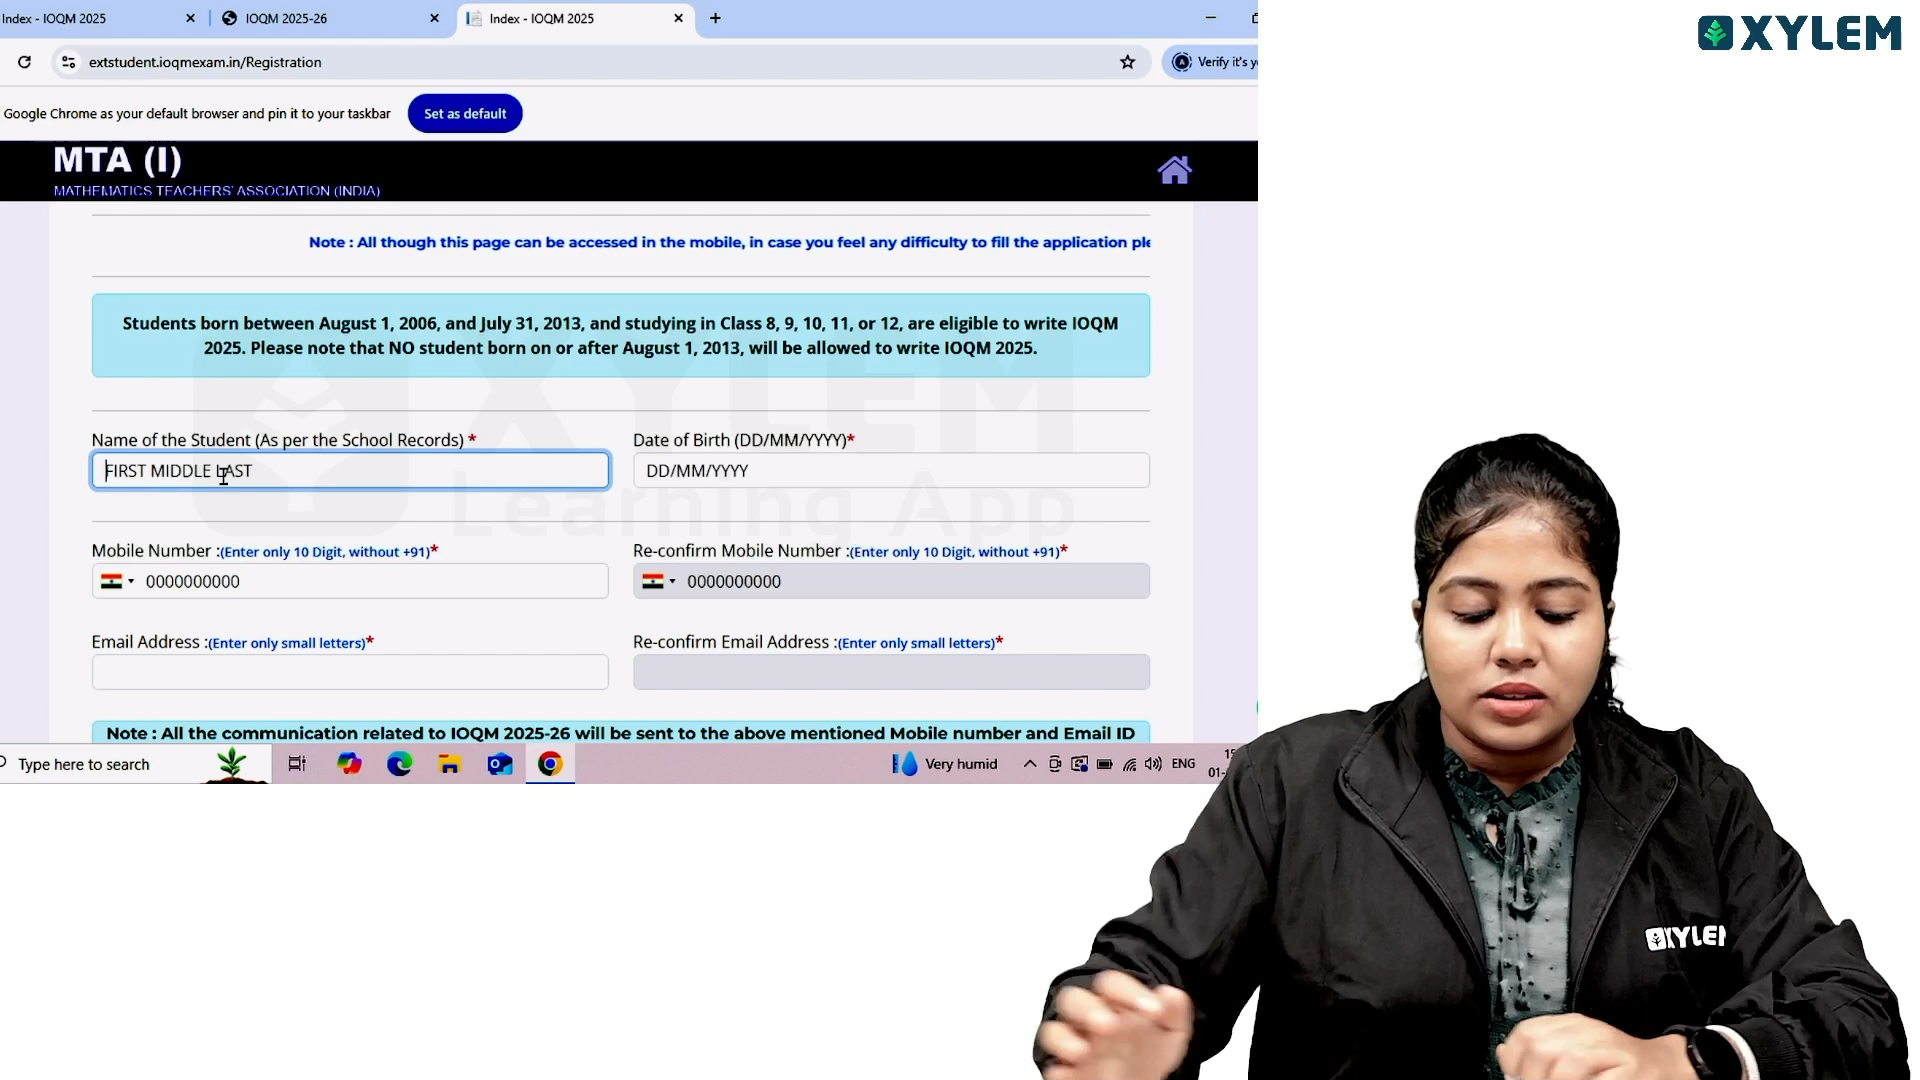 Index - IOQM 2025
IOQM 2025-26
Index - IOQM 2025
XYLEM
extstudent.ioqmexam.in/Registration
Verify it's y
Google Chrome as your default browser and pin it to your taskbar
Set as default
MTA (I)
MATHEMATICS TEACHERS' ASSOCIATION (INDIA)
Note : All though this page can be accessed in the mobile, in case you feel any difficulty to fill the application ple
Students born between August 1, 2006, and July 31, 2013, and studying in Class 8, 9, 10, 11, or 12, are eligible to write IOQM
2025. Please note that NO student born on or after August 1, 2013, will be allowed to write IOQM 2025.
XYLEM
Learning App
Name of the Student (As per the School Records) *
Date of Birth (DD/MM/YYYY)*
FIRST MIDDLE LAST
DD/MM/YYYY
Mobile Number :(Enter only 10 Digit, without +91)*
Re-confirm Mobile Number :(Enter only 10 Digit, without +91)*
0000000000
0000000000
Email Address :(Enter only small letters)*
Re-confirm Email Address :(Enter only small letters)*
Note : All the communication related to IOQM 2025-26 will be sent to the above mentioned Mobile number and Email ID
Type here to search
Very humid
ENG
01-
XYLEM